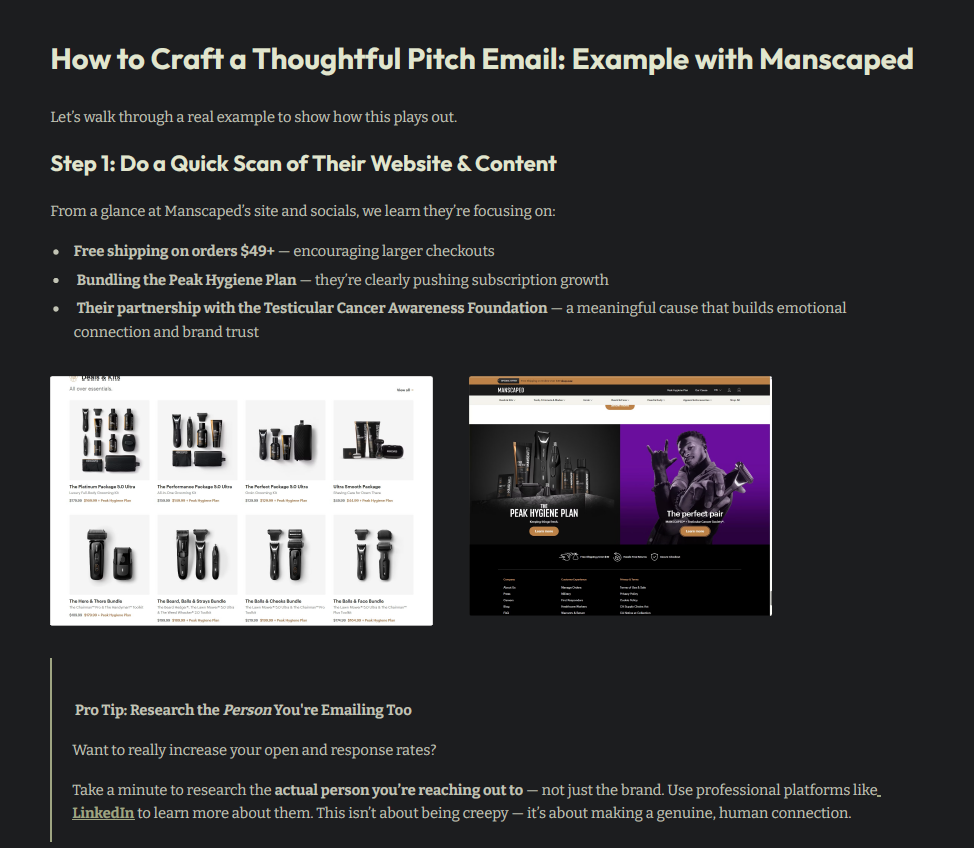 How to Craft a Thoughtful Pitch Email: Example with Manscaped
Let's walk through a real example to show how this plays out.
Step 1: Do a Quick Scan of Their Website & Content
From a glance at Manscaped's site and socials, we learn they're focusing on:
• Free shipping on orders $49+ — encouraging larger checkouts
• Bundling the Peak Hygiene Plan — they're clearly pushing subscription growth
• Their partnership with the Testicular Cancer Awareness Foundation — a meaningful cause that builds emotional
connection and brand trust
Deals & Kits
All over essentials.
View all
The Platinum Package 5.0 Ultra
The Performance Package 5.0 Ultra
The Perfect Package 5.0 Ultra
Ultra Smooth Package
The Hero & There Bundle
The Beard, Balls & Strays Bundle
The Balls & Cheeks Bundle
The Balls & Face Bundle
MANSCAPED
THE
PEAK HYGIENE PLAN
Learn more
The perfect pair
Learn more
Pro Tip: Research the Person You're Emailing Too
Want to really increase your open and response rates?
Take a minute to research the actual person you're reaching out to — not just the brand. Use professional platforms like
LinkedIn to learn more about them. This isn't about being creepy — it's about making a genuine, human connection.